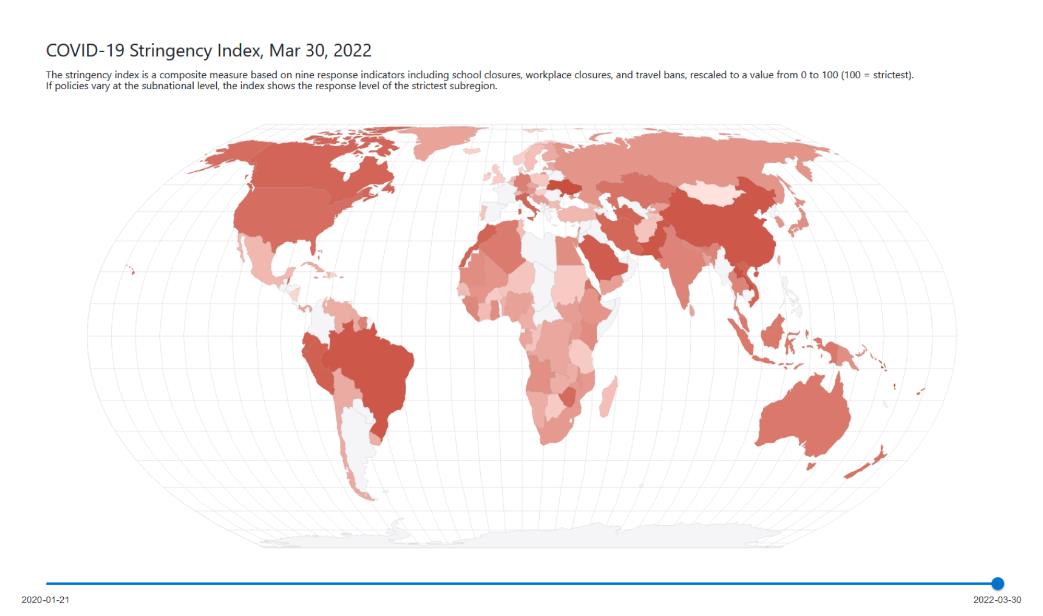 COVID-19 Stringency Index, Mar 30, 2022
The stringency index is a composite measure based on nine response indicators including school closures, workplace closures, and travel bans, rescaled to a value from 0 to 100 (100 = strictest).
If policies vary at the subnational level, the index shows the response level of the strictest subregion.
2020-01-21
2022-03-30